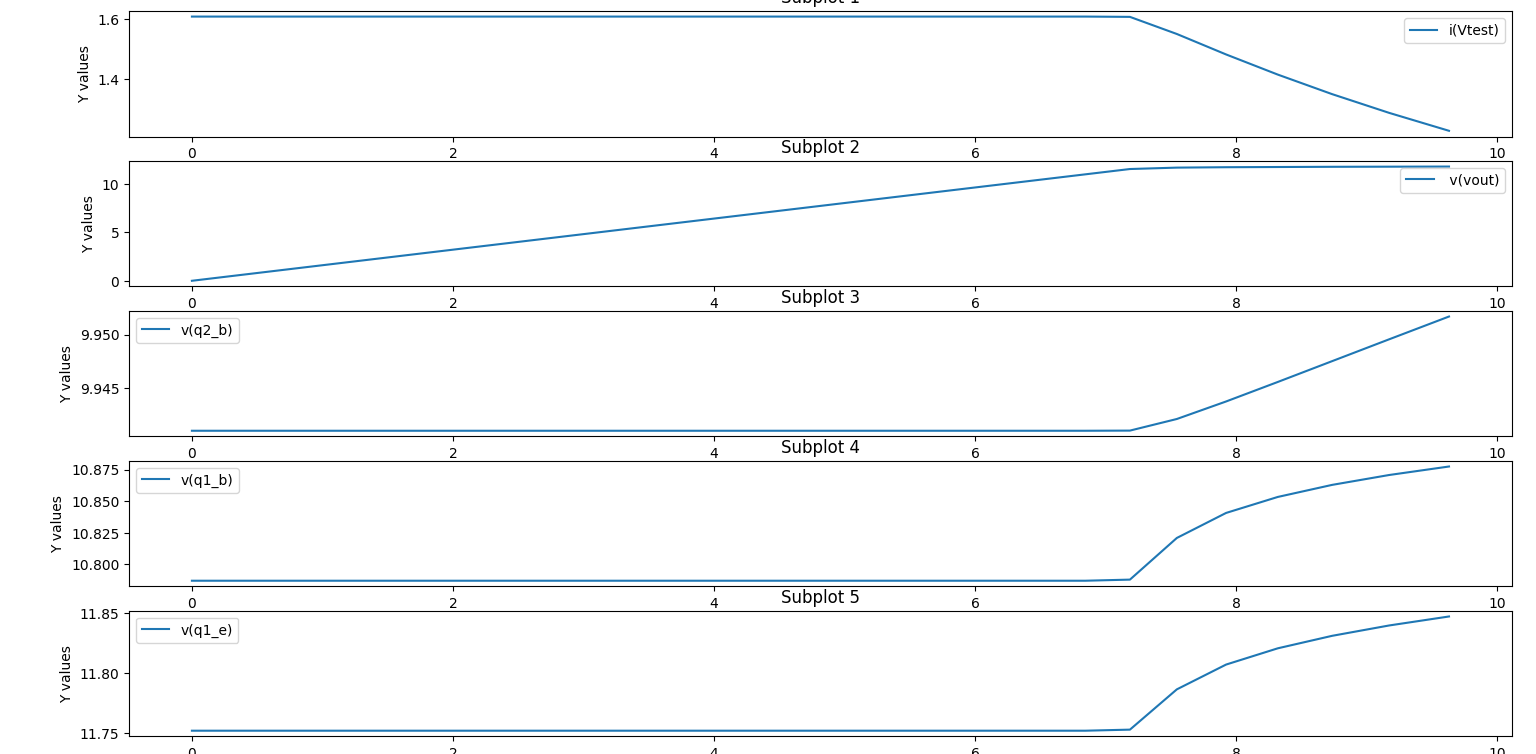 Subplot 1
1.6
1.4
Y values
i(Vtest)
0 2 4 6 8 10
Subplot 2
10
5
0
Y values
v(vout)
0 2 4 6 8 10
Subplot 3
9.950
9.945
Y values
v(q2_b)
0 2 4 6 8 10
Subplot 4
10.875
10.850
10.825
10.800
Y values
v(q1_b)
0 2 4 6 8 10
Subplot 5
11.85
11.80
11.75
Y values
v(q1_e)
0 2 4 6 8 10